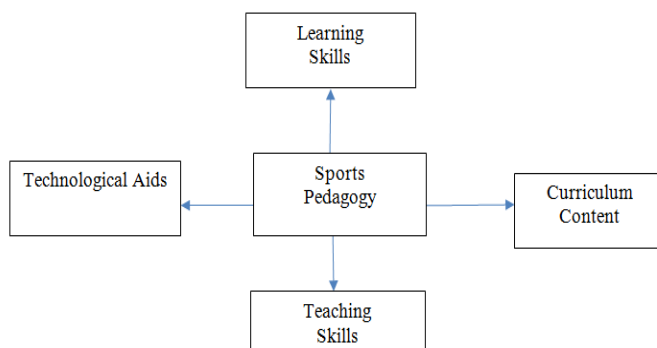 Learning
Skills
Technological Aids
Sports
Pedagogy
Curriculum
Content
Teaching
Skills